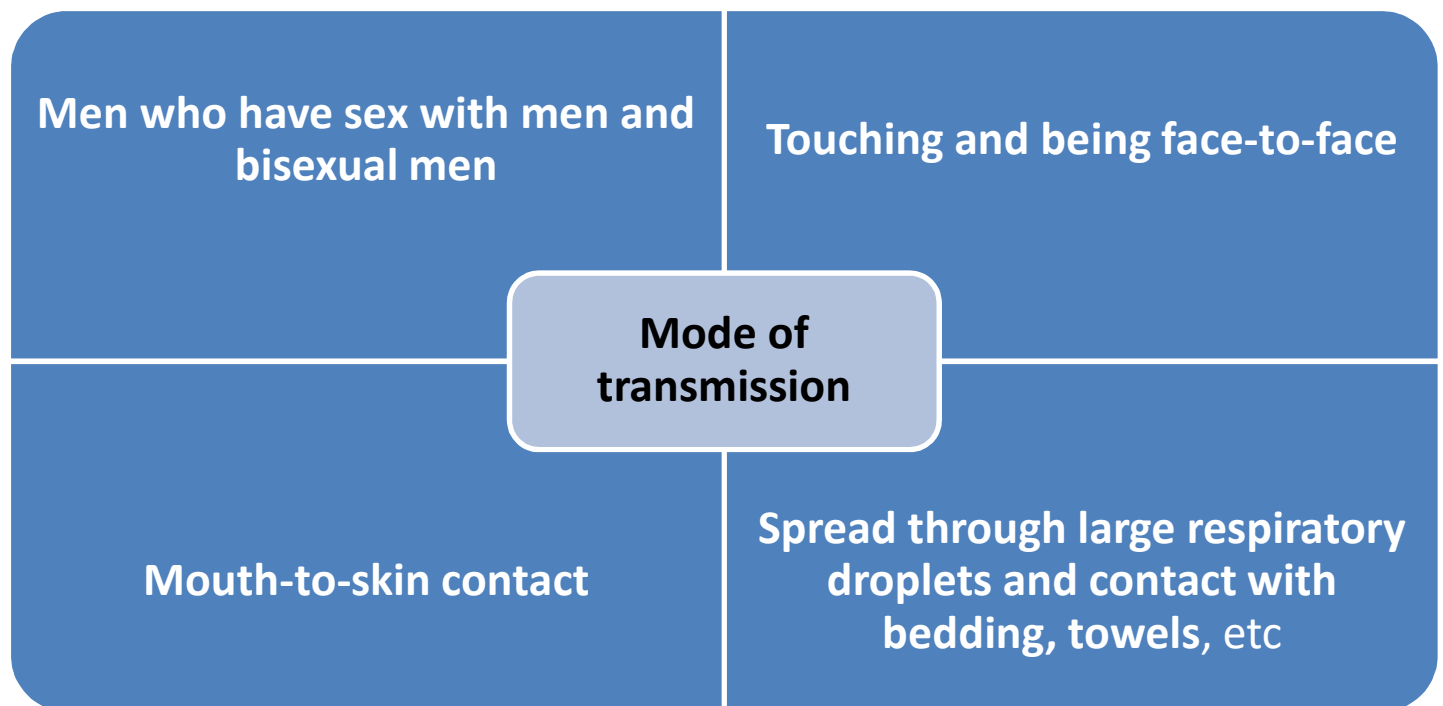 Men who have sex with men and
bisexual men
Touching and being face-to-face
Mode of
transmission
Mouth-to-skin contact
Spread through large respiratory
droplets and contact with
bedding, towels, etc